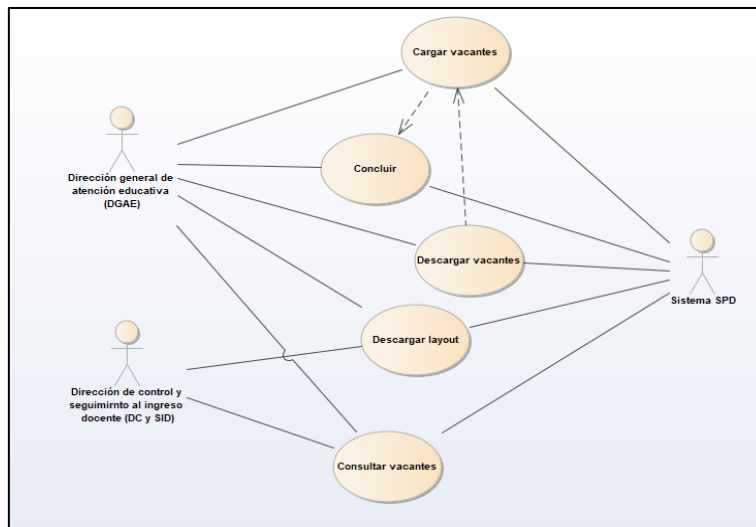 Cargar vacantes
Concluir
Dirección general de
atención educativa
(DGAE)
Descargar vacantes
Sistema SPD
Descargar layout
Dirección de control y
seguimirnto al ingreso
docente (DC y SID)
Consultar vacantes